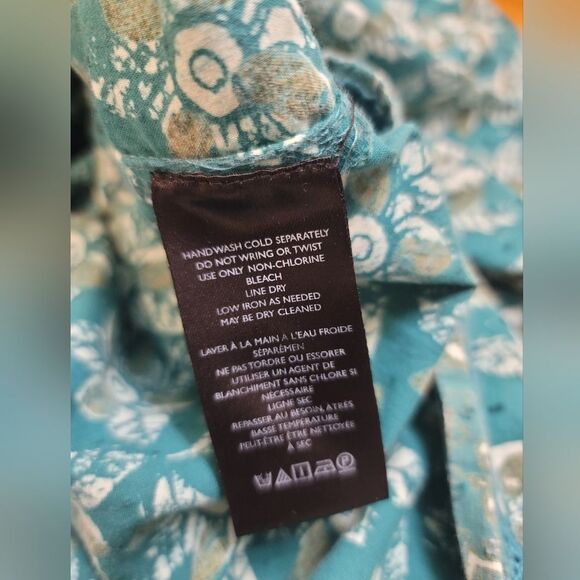 HANDWASH COLD SEPARATELY
DO NOT WRING OR TWIST
USE ONLY NON-CHLORINE
BLEACH
LINE DRY
LOW IRON AS NEEDED
MAY BE DRY CLEANED
LAVER À LA MAIN A L'EAU FROIDE
SÉPARÉMEN
NE PAS TORDRE OU ESSORER
UTILISER UN AGENT DE
BLANCHIMENT SANS CHLORE SI
NÉCESSAIRE
LIGNE SEC
REPASSER AU BESOIN, À TRÈS
BASSE TEMPÉRATURE
PEUT-ÊTRE ÊTRE NETTOYÉE
À SEC
P